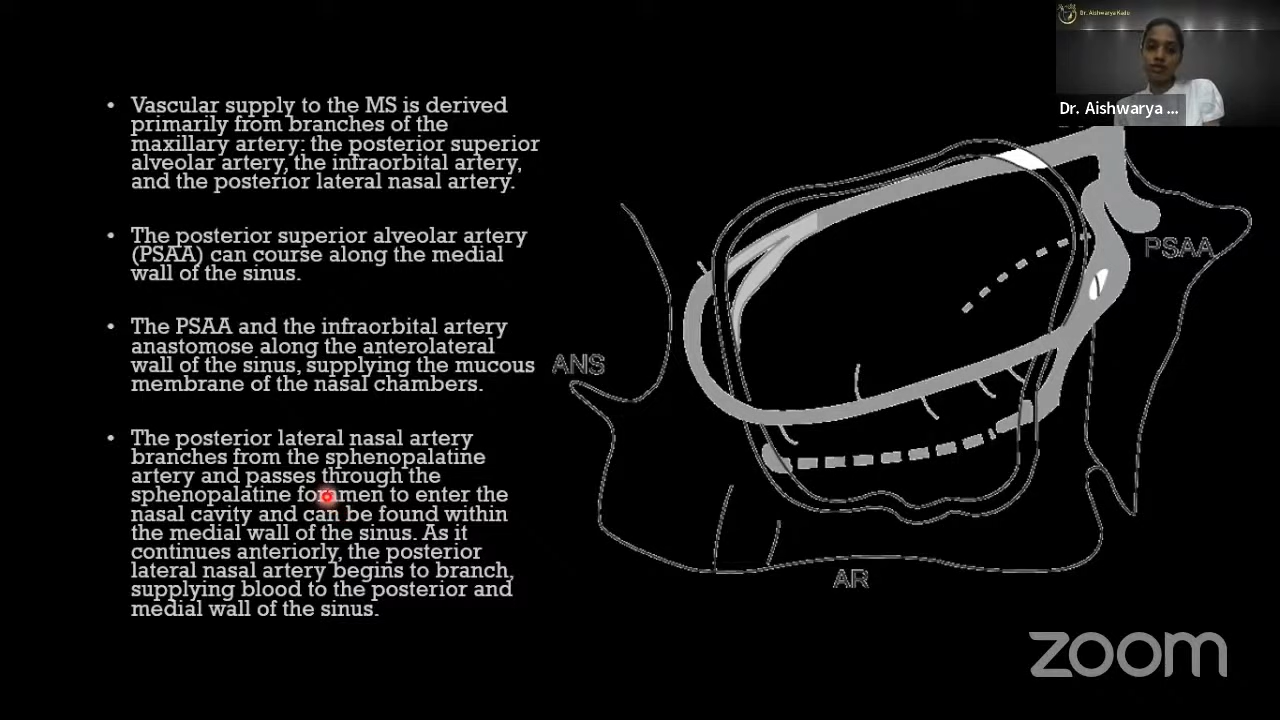 Dr. Aishwarya Kadu
Dr. Aishwarya ...
• Vascular supply to the MS is derived
primarily from branches of the
maxillary artery: the posterior superior
alveolar artery, the infraorbital artery,
and the posterior lateral nasal artery.
• The posterior superior alveolar artery
(PSAA) can course along the medial
wall of the sinus.
• The PSAA and the infraorbital artery
anastomose along the anterolateral
wall of the sinus, supplying the mucous
membrane of the nasal chambers.
• The posterior lateral nasal artery
branches from the sphenopalatine
artery and passes through the
sphenopalatine foramen to enter the
nasal cavity and can be found within
the medial wall of the sinus. As it
continues anteriorly, the posterior
lateral nasal artery begins to branch,
supplying blood to the posterior and
medial wall of the sinus.
PSAA
ANS
AR
zoom